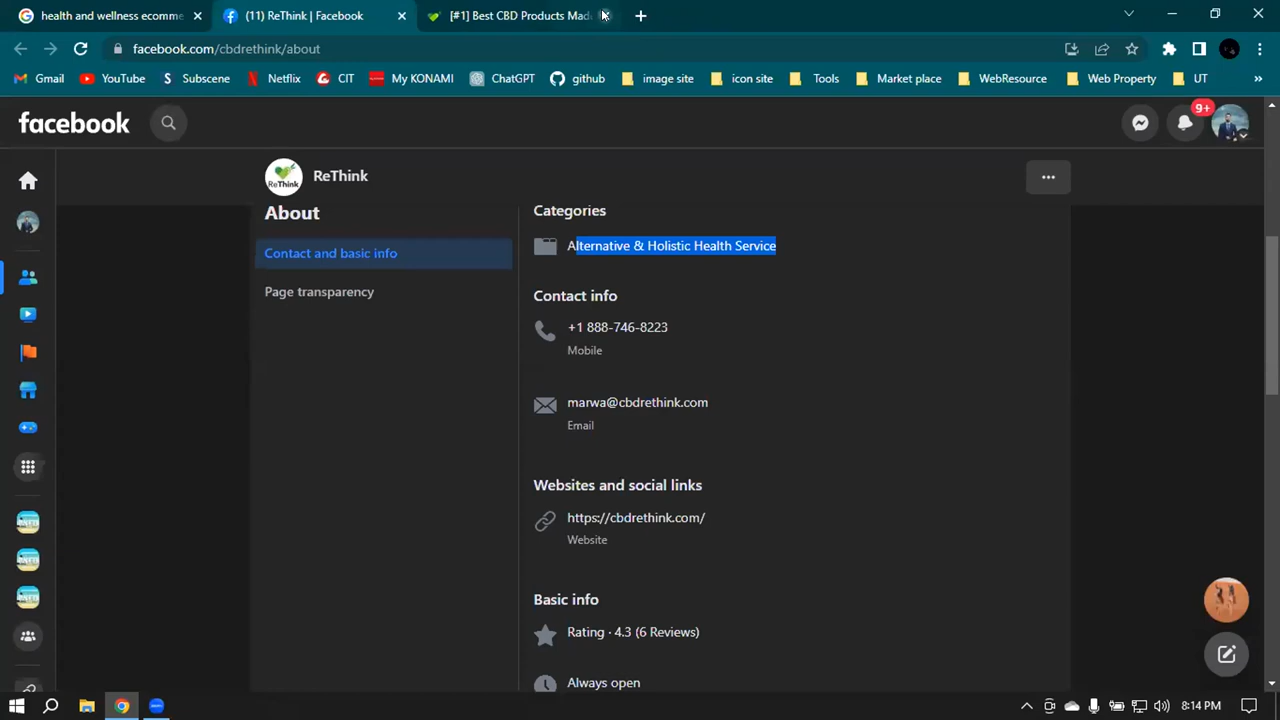 health and wellness ecomme
(11) ReThink | Facebook
[#1] Best CBD Products Mad
facebook.com/cbdrethink/about
Gmail
YouTube
Subscene
Netflix
CIT
My KONAMI
ChatGPT
github
image site
icon site
Tools
Market place
WebResource
Web Property
UT
»
facebook
9+
ReThink
ReThink
...
About
Contact and basic info
Page transparency
Categories
Alternative & Holistic Health Service
Contact info
+1 888-746-8223
Mobile
marwa@cbdrethink.com
Email
Websites and social links
https://cbdrethink.com/
Website
Basic info
Rating · 4.3 (6 Reviews)
Always open
8:14 PM